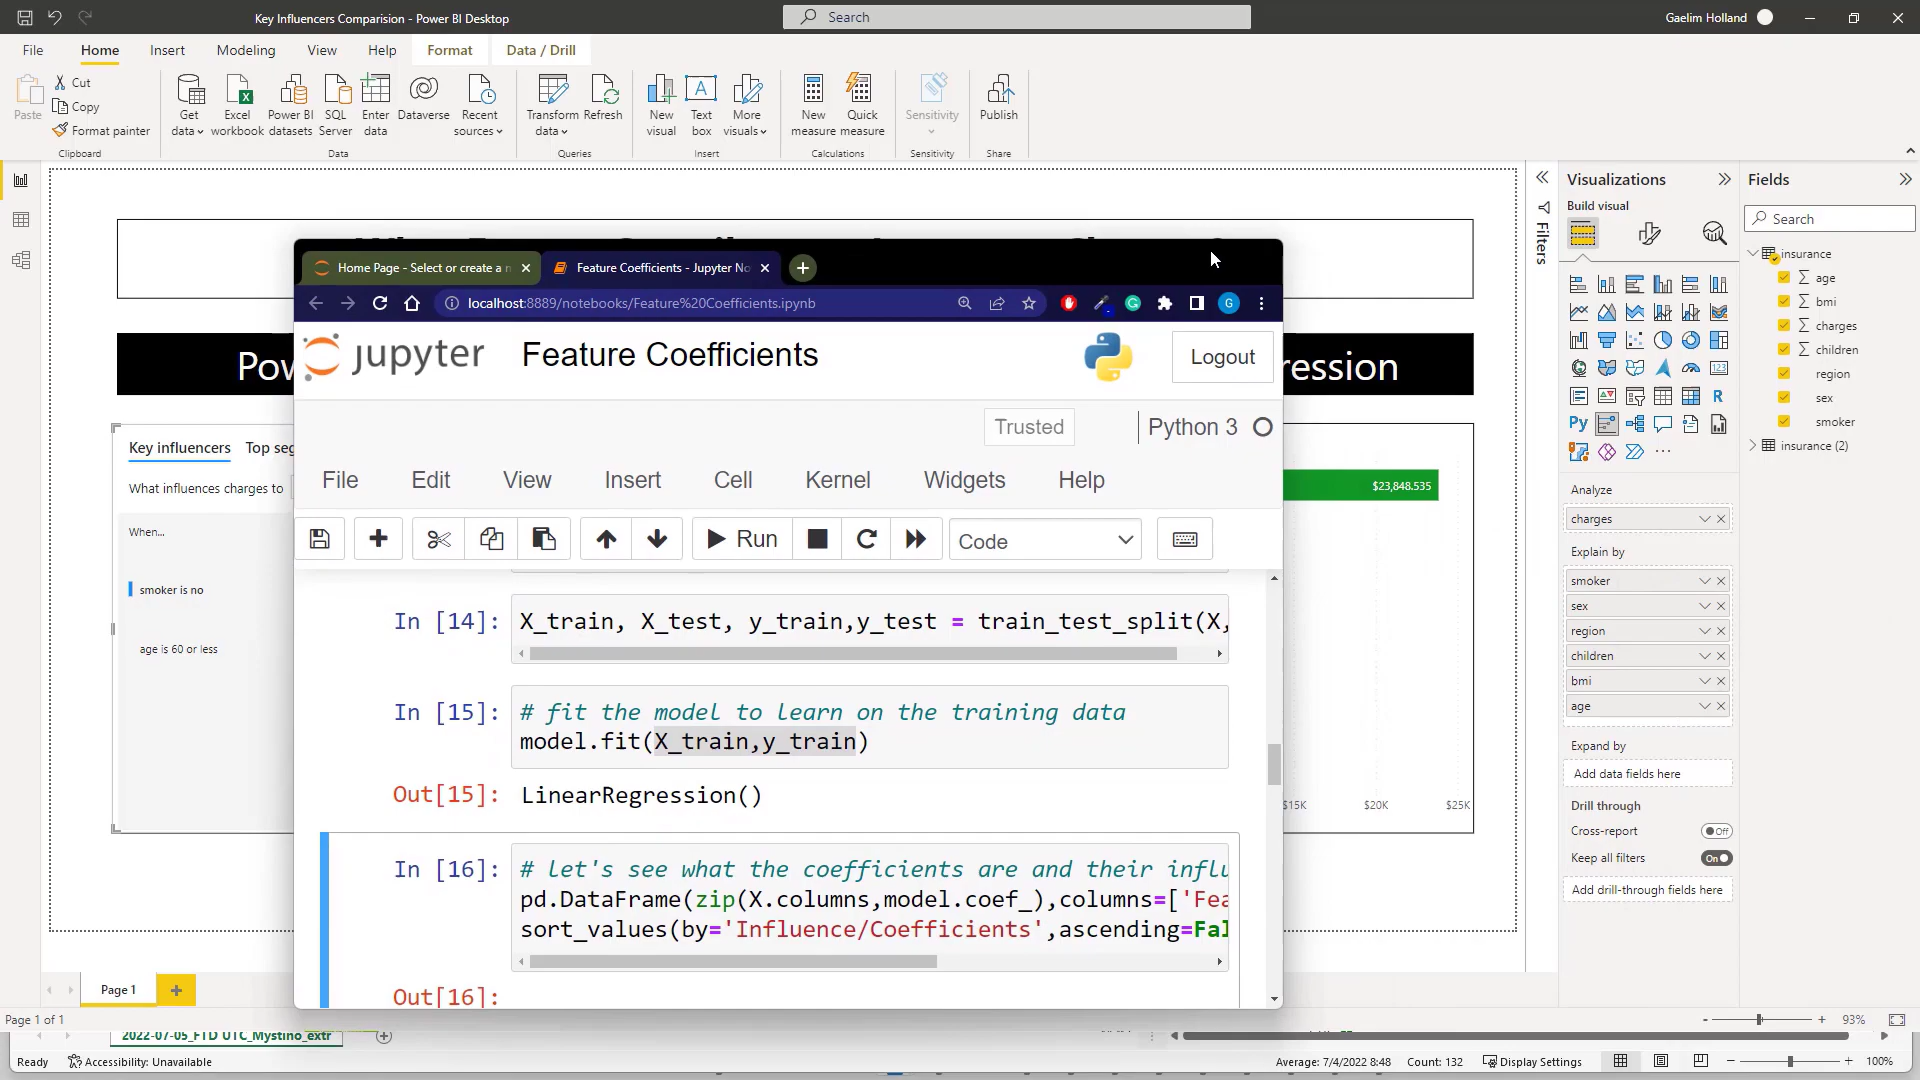 Key Influencers Comparision - Power BI Desktop
Search
Gaelim Holland
File Home Insert Modeling View Help Format Data / Drill
Paste
Cut
Copy
Format painter
Get data
Excel workbook
Power BI datasets
SQL Server
Enter data
Dataverse
Recent sources
Transform data
Refresh
New visual
Text box
More visuals
New measure
Quick measure
Sensitivity
Publish
Clipboard Data Queries Insert Calculations Sensitivity Share
Pow
ression
Key influencers Top seg
What influences charges to
When...
smoker is no
age is 60 or less
$23,848.535
$15K $20K $25K
Home Page - Select or create a n
Feature Coefficients - Jupyter No
localhost:8889/notebooks/Feature%20Coefficients.ipynb
G
jupyter Feature Coefficients
Logout
Trusted Python 3
File Edit View Insert Cell Kernel Widgets Help
Run Code
In [14]: X_train, X_test, y_train,y_test = train_test_split(X,
In [15]: # fit the model to learn on the training data
model.fit(X_train,y_train)
Out[15]: LinearRegression()
In [16]: # let's see what the coefficients are and their influ
pd.DataFrame(zip(X.columns,model.coef_),columns=['Fea
sort_values(by='Influence/Coefficients',ascending=Fal
Out[16]:
Filters
Visualizations
Build visual
123
R
Py
Analyze
charges
Explain by
smoker
sex
region
children
bmi
age
Expand by
Add data fields here
Drill through
Cross-report Off
Keep all filters On
Add drill-through fields here
Fields
Search
insurance
age
bmi
charges
children
region
sex
smoker
insurance (2)
Page 1
Page 1 of 1
93%
2022-07-05_FTD UTC_Mystino_extr
Ready Accessibility: Unavailable Average: 7/4/2022 8:48 Count: 132 Display Settings 100%